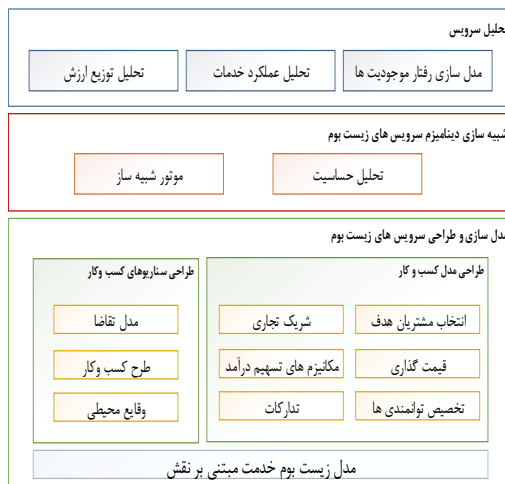 تحلیل سرویس
مدل سازی رفتار موجودیت ها
تحلیل عملکرد خدمات
تحلیل توزیع ارزش
شبیه سازی دینامیزم سرویس های زیست بوم
تحلیل حساسیت
موتور شبیه ساز
مدل سازی و طراحی سرویس های زیست بوم
طراحی مدل کسب و کار
انتخاب مشتریان هدف
شریک تجاری
قیمت گذاری
مکانیزم های تسهیم درآمد
تخصیص توانمندی ها
تدارکات
طراحی سناریوهای کسب وکار
مدل تقاضا
طرح کسب وکار
وقایع محیطی
مدل زیست بوم خدمت مبتنی بر نقش